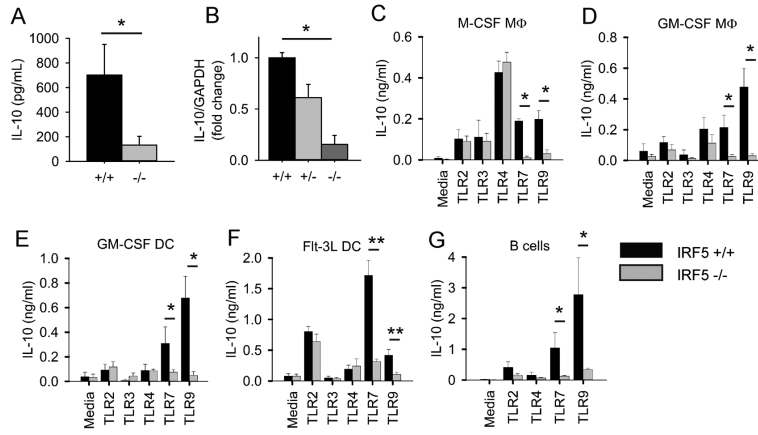 A
IL-10 (pg/mL)
1000
800
600
400
200
0
*
+/+ -/-
B
IL-10/GAPDH (fold change)
1.0
0.5
0.0
*
+/+ +/- -/-
C
M-CSF MΦ
IL-10 (ng/ml)
0.6
0.4
0.2
0.0
* *
Media TLR2 TLR3 TLR4 TLR7 TLR9
D
GM-CSF MΦ
IL-10 (ng/ml)
0.8
0.6
0.4
0.2
0.0
* *
Media TLR2 TLR3 TLR4 TLR7 TLR9
E
GM-CSF DC
IL-10 (ng/ml)
1.0
0.8
0.6
0.4
0.2
0.0
* *
Media TLR2 TLR3 TLR4 TLR7 TLR9
F
Flt-3L DC
IL-10 (ng/ml)
2.0
1.5
1.0
0.5
0.0
** **
Media TLR2 TLR3 TLR4 TLR7 TLR9
G
B cells
IL-10 (ng/ml)
6
4
2
0
* *
Media TLR2 TLR4 TLR7 TLR9
IRF5 +/+
IRF5 -/-